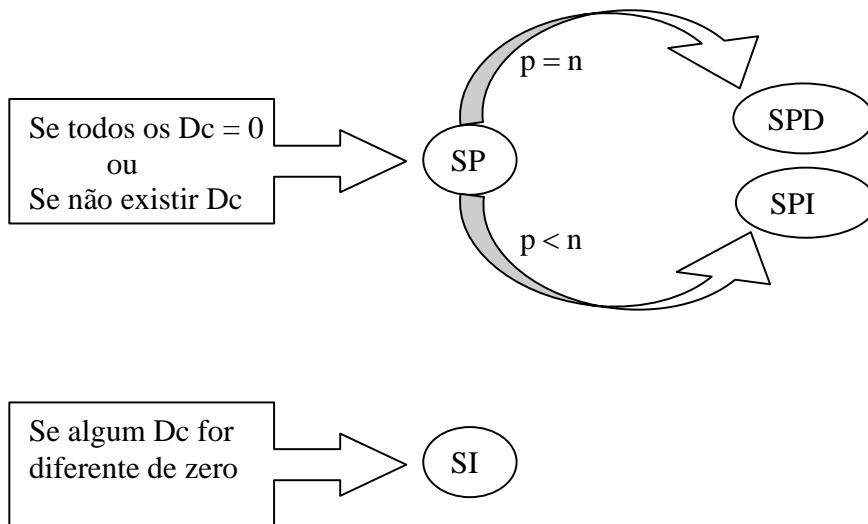 p = n
Se todos os Dc = 0
ou
Se não existir Dc
SP
SPD
SPI
p < n
Se algum Dc for
diferente de zero
SI